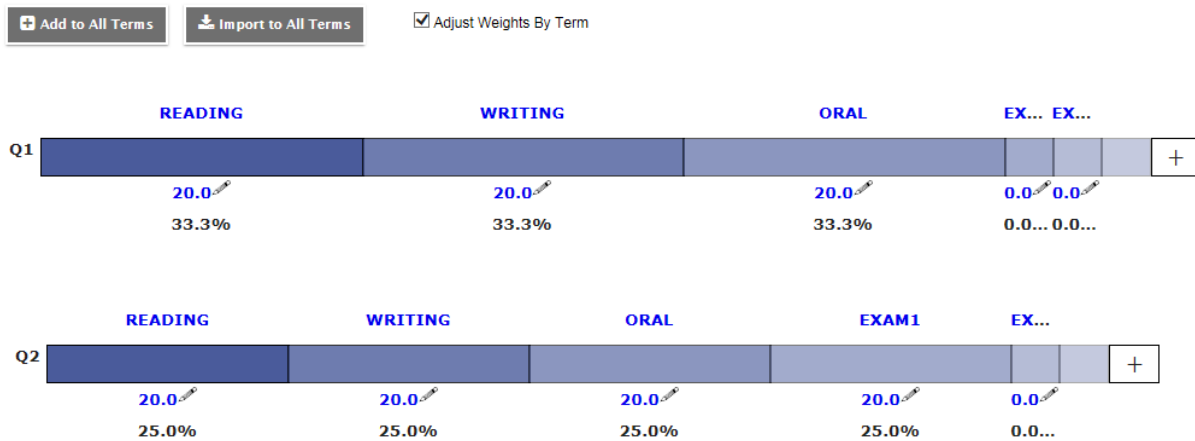 Add to All Terms Import to All Terms Adjust Weights By Term
READING WRITING ORAL EX... EX...
Q1 +
20.0 20.0 20.0 0.0 0.0
33.3% 33.3% 33.3% 0.0... 0.0...
READING WRITING ORAL EXAM1 EX...
Q2 +
20.0 20.0 20.0 20.0 0.0
25.0% 25.0% 25.0% 25.0% 0.0...